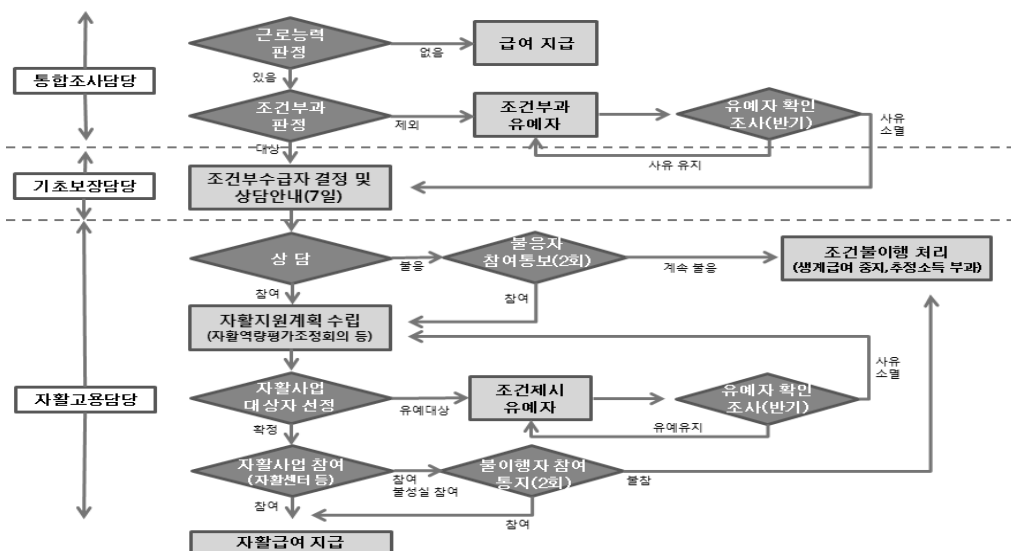 근로능력
판정
없음
급여 지급
있음
통합조사담당
조건부과
판정
제외
조건부과
유예자
유예자 확인
조사(반기)
사유
소멸
대상
사유 유지
기초보장담당
조건부수급자 결정 및
상담안내(7일)
상 담
불응
불응자
참여통보(2회)
계속 불응
조건불이행 처리
(생계급여 중지,추정소득 부과)
참여
참여
자활지원계획 수립
(자활역량평가조정회의 등)
사유
소멸
자활고용담당
자활사업
대상자 선정
유예대상
조건제시
유예자
유예자 확인
조사(반기)
확정
유예유지
자활사업 참여
(자활센터 등)
참여
불성실 참여
불이행자 참여
통지(2회)
불참
참여
참여
자활급여 지급